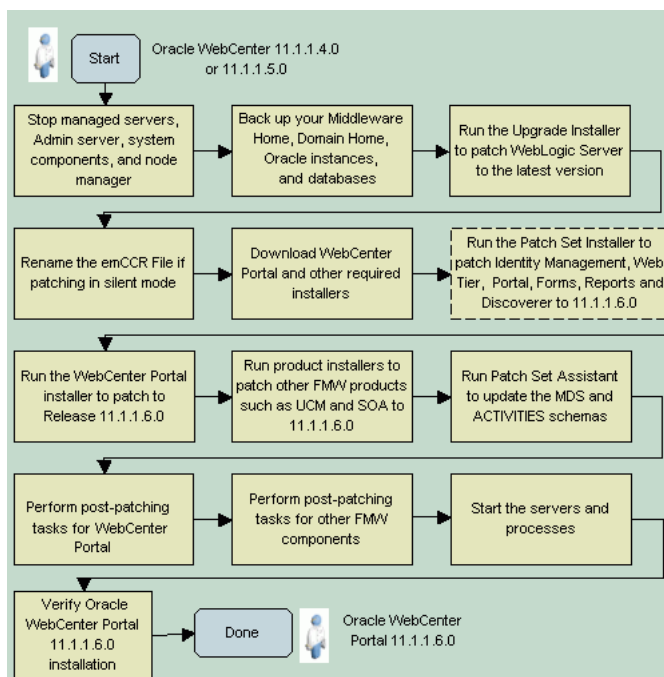 Start
Oracle WebCenter 11.1.1.4.0
or 11.1.1.5.0
Stop managed servers,
Admin server, system
components, and node
manager
Back up your Middleware
Home, Domain Home,
Oracle instances,
and databases
Run the Upgrade Installer
to patch WebLogic Server
to the latest version
Rename the emCCR File if
patching in silent mode
Download WebCenter
Portal and other required
installers
Run the Patch Set Installer to
patch Identity Management, Web
Tier, Portal, Forms, Reports and
Discoverer to 11.1.1.6.0
Run the WebCenter Portal
installer to patch to
Release 11.1.1.6.0
Run product installers to
patch other FMW products
such as UCM and SOA to
11.1.1.6.0
Run Patch Set Assistant
to update the MDS and
ACTIVITIES schemas
Perform post-patching
tasks for WebCenter
Portal
Perform post-patching
tasks for other FMW
components
Start the servers and
processes
Verify Oracle
WebCenter Portal
11.1.1.6.0
installation
Done
Oracle WebCenter
Portal 11.1.1.6.0